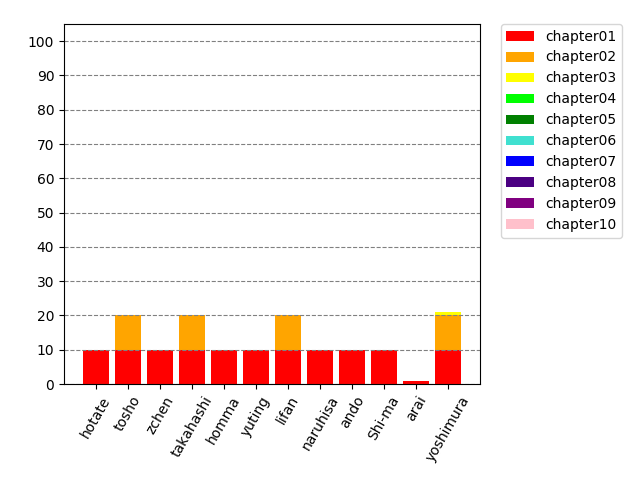 100
90
80
70
60
50
40
30
20
10
0
hotate
tosho
zchen
takahashi
homma
yuting
lifan
naruhisa
ando
Shi-ma
arai
yoshimura
chapter01
chapter02
chapter03
chapter04
chapter05
chapter06
chapter07
chapter08
chapter09
chapter10